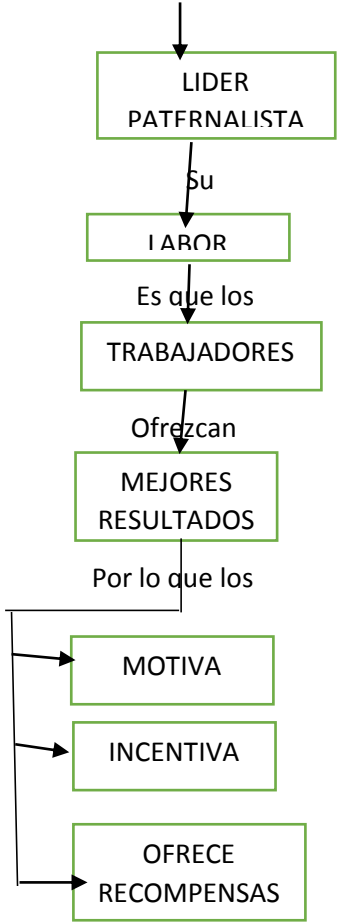 LIDER
PATERNALISTA
Su
LABOR
Es que los
TRABAJADORES
Ofrezcan
MEJORES
RESULTADOS
Por lo que los
MOTIVA
INCENTIVA
OFRECE
RECOMPENSAS